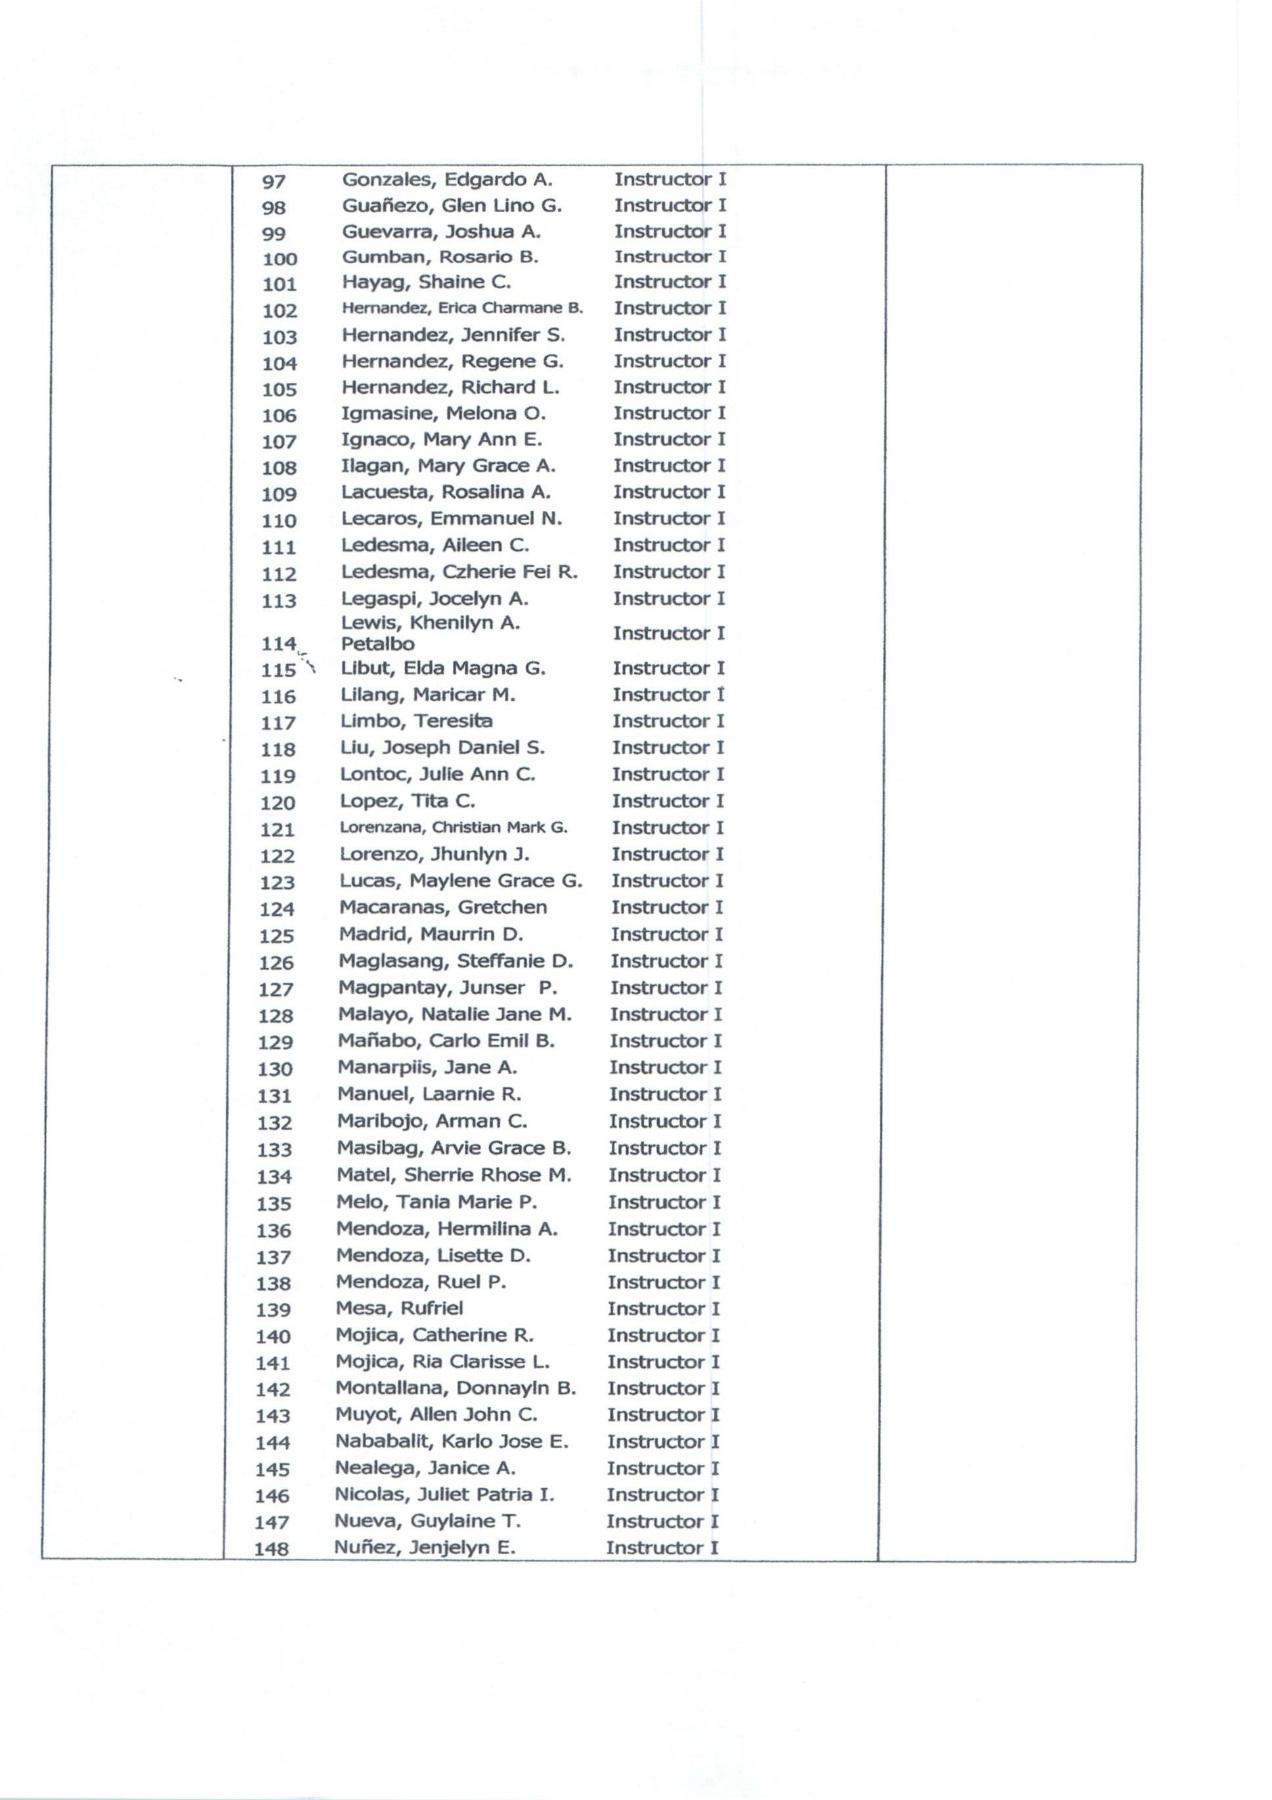 97 Gonzales, Edgardo A. Instructor I
98 Guañezo, Glen Lino G. Instructor I
99 Guevarra, Joshua A. Instructor I
100 Gumban, Rosario B. Instructor I
101 Hayag, Shaine C. Instructor I
102 Hernandez, Erica Charmane B. Instructor I
103 Hernandez, Jennifer S. Instructor I
104 Hernandez, Regene G. Instructor I
105 Hernandez, Richard L. Instructor I
106 Igmasine, Melona O. Instructor I
107 Ignaco, Mary Ann E. Instructor I
108 Ilagan, Mary Grace A. Instructor I
109 Lacuesta, Rosalina A. Instructor I
110 Lecaros, Emmanuel N. Instructor I
111 Ledesma, Aileen C. Instructor I
112 Ledesma, Czherie Fei R. Instructor I
113 Legaspi, Jocelyn A. Instructor I
Lewis, Khenilyn A. Instructor I
114 Petalbo
115 Libut, Elda Magna G. Instructor I
116 Lilang, Maricar M. Instructor I
117 Limbo, Teresita Instructor I
118 Liu, Joseph Daniel S. Instructor I
119 Lontoc, Julie Ann C. Instructor I
120 Lopez, Tita C. Instructor I
121 Lorenzana, Christian Mark G. Instructor I
122 Lorenzo, Jhunlyn J. Instructor I
123 Lucas, Maylene Grace G. Instructor I
124 Macaranas, Gretchen Instructor I
125 Madrid, Maurrin D. Instructor I
126 Maglasang, Steffanie D. Instructor I
127 Magpantay, Junser P. Instructor I
128 Malayo, Natalie Jane M. Instructor I
129 Mañabo, Carlo Emil B. Instructor I
130 Manarpiis, Jane A. Instructor I
131 Manuel, Laarnie R. Instructor I
132 Maribojo, Arman C. Instructor I
133 Masibag, Arvie Grace B. Instructor I
134 Matel, Sherrie Rhose M. Instructor I
135 Melo, Tania Marie P. Instructor I
136 Mendoza, Hermilina A. Instructor I
137 Mendoza, Lisette D. Instructor I
138 Mendoza, Ruel P. Instructor I
139 Mesa, Rufriel Instructor I
140 Mojica, Catherine R. Instructor I
141 Mojica, Ria Clarisse L. Instructor I
142 Montallana, Donnayln B. Instructor I
143 Muyot, Allen John C. Instructor I
144 Nababalit, Karlo Jose E. Instructor I
145 Nealega, Janice A. Instructor I
146 Nicolas, Juliet Patria I. Instructor I
147 Nueva, Guylaine T. Instructor I
148 Nuñez, Jenjelyn E. Instructor I